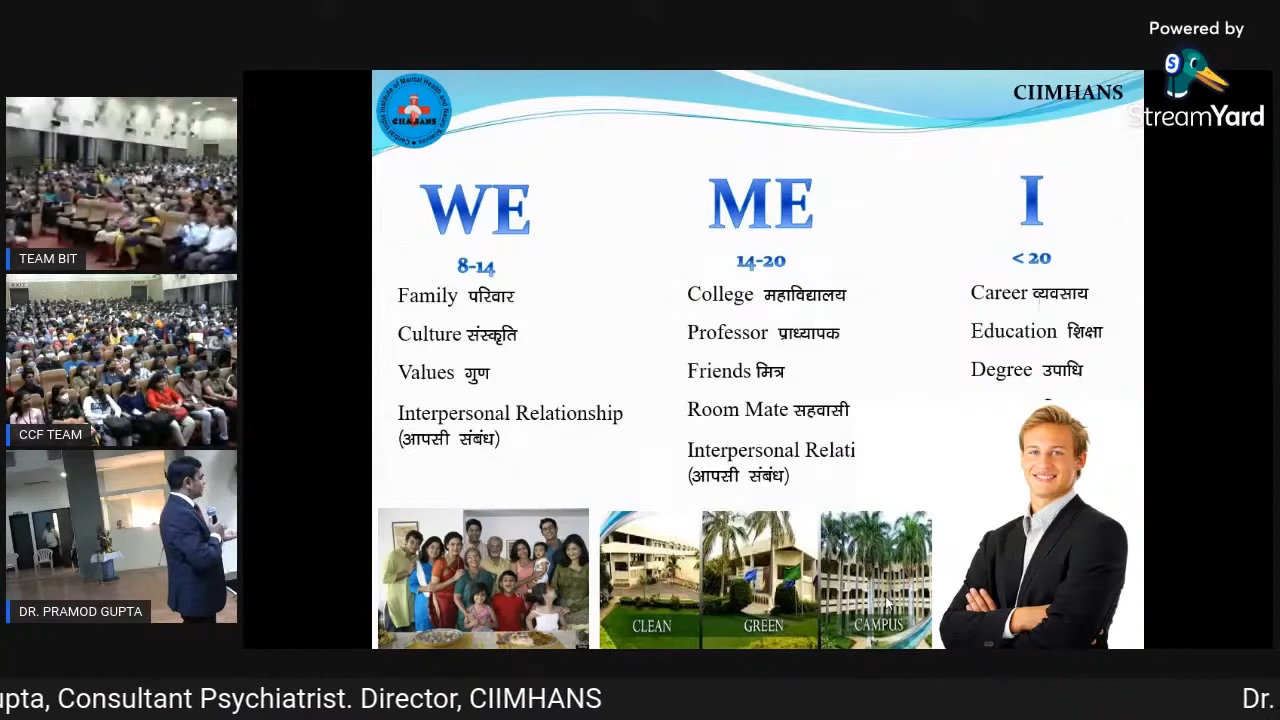 Powered by
StreamYard
CIIMHANS
CIIMHANS
WE
8-14
Family परिवार
Culture संस्कृति
Values गुण
Interpersonal Relationship
(आपसी संबंध)
ME
14-20
College महाविद्यालय
Professor प्राध्यापक
Friends मित्र
Room Mate सहवासी
Interpersonal Relati
(आपसी संबंध)
I
< 20
Career व्यवसाय
Education शिक्षा
Degree उपाधि
CLEAN
GREEN
CAMPUS
TEAM BIT
CCF TEAM
DR. PRAMOD GUPTA
upta, Consultant Psychiatrist. Director, CIIMHANS
Dr.